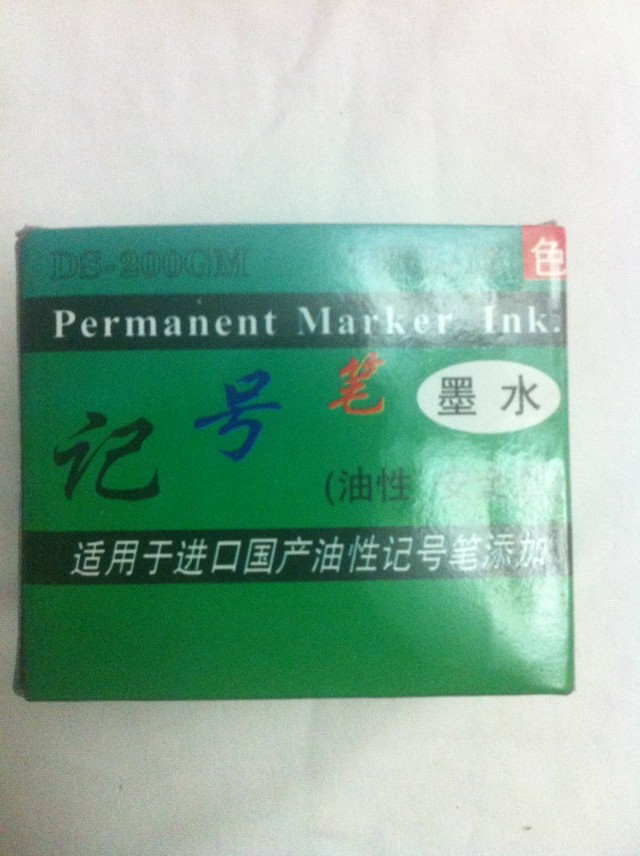 DS-200GM
色
Permanent Marker Ink.
记号笔 墨水
(油性
适用于进口国产油性记号笔添加